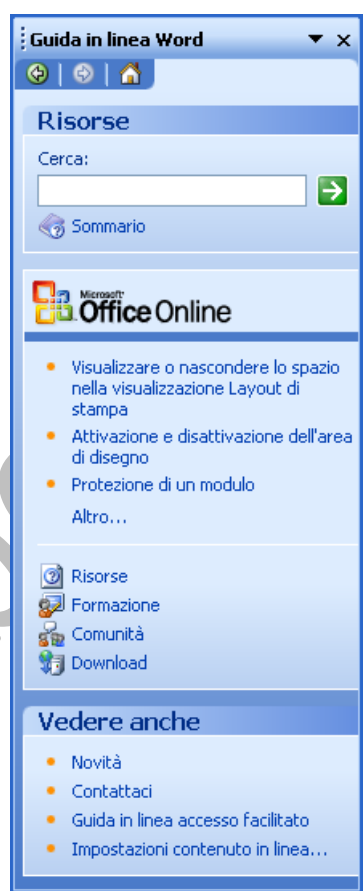 Guida in linea Word
Risorse
Cerca:
Sommario
Microsoft
Office Online
Visualizzare o nascondere lo spazio
nella visualizzazione Layout di
stampa
Attivazione e disattivazione dell'area
di disegno
Protezione di un modulo
Altro...
Risorse
Formazione
Comunità
Download
Vedere anche
Novità
Contattaci
Guida in linea accesso facilitato
Impostazioni contenuto in linea...